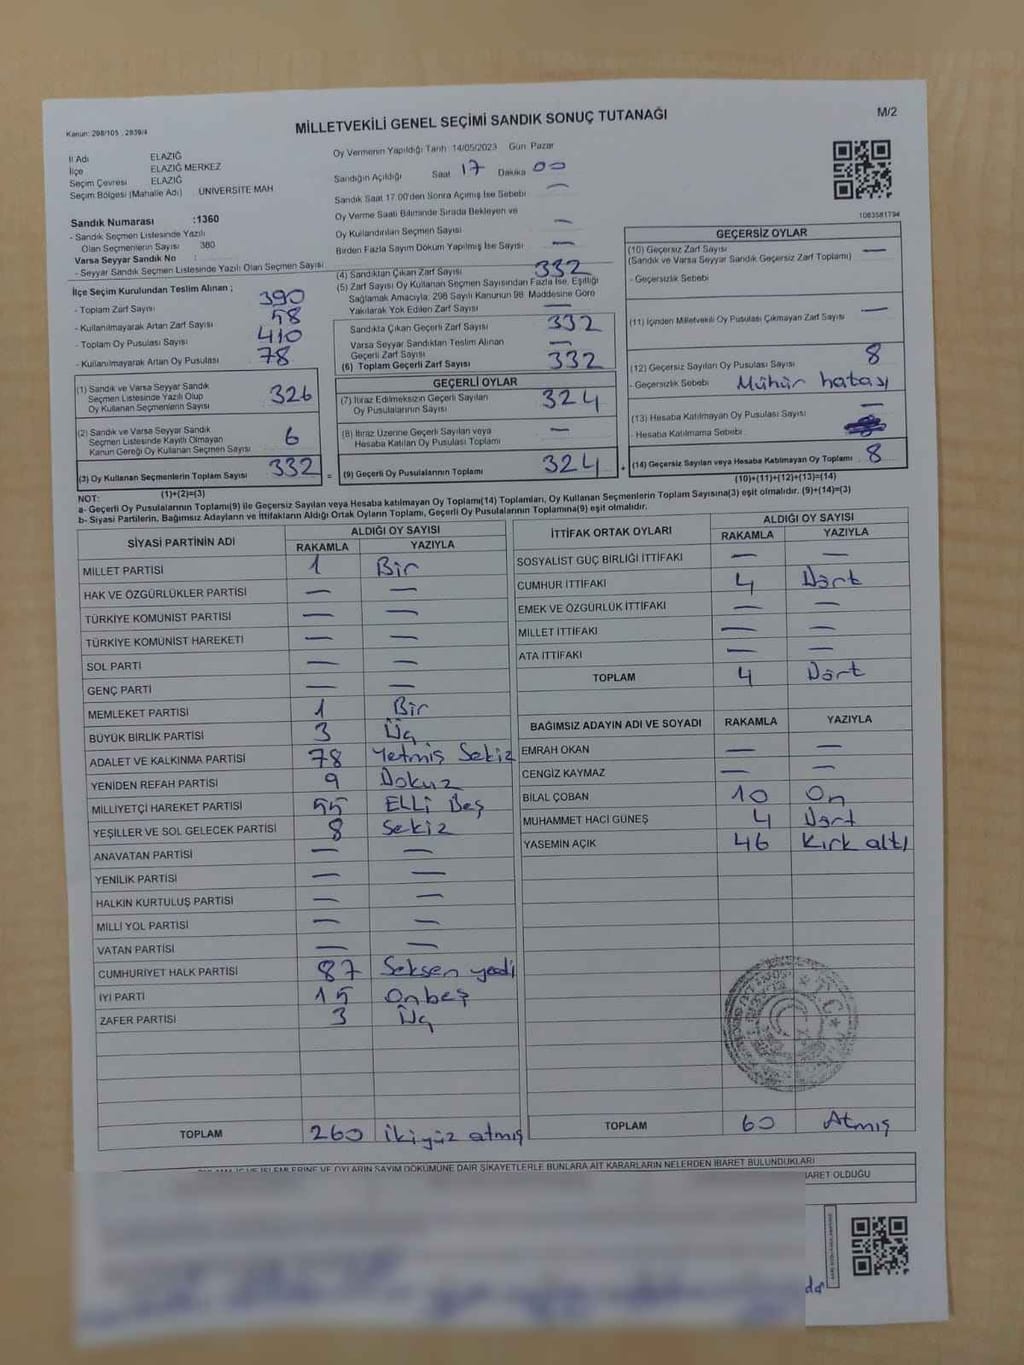 Kanun: 298/105 , 2839/4
MİLLETVEKİLİ GENEL SEÇİMİ SANDIK SONUÇ TUTANAĞI
M/2
İl Adı ELAZIĞ
İlçe ELAZIĞ MERKEZ
Seçim Çevresi ELAZIĞ
Seçim Bölgesi (Mahalle Adı) UNIVERSITE MAH
Sandık Numarası :1360
- Sandık Seçmen Listesinde Yazılı
Olan Seçmenlerin Sayısı 380
Varsa Seyyar Sandık No :
- Seyyar Sandık Seçmen Listesinde Yazılı Olan Seçmen Sayısı
Oy Vermenin Yapıldığı Tarih: 14/05/2023 Gün Pazar
Sandığın Açıldığı Saat 17 Dakika 00
Sandık Saat 17.00'den Sonra Açımış İse Sebebi —
Oy Verme Saati Bitiminde Sırada Bekleyen ve
Oy Kullandırılan Seçmen Sayısı —
Birden Fazla Sayım Döküm Yapılmış İse Sayısı —
1083581794
İlçe Seçim Kurulundan Teslim Alınan ;
- Toplam Zarf Sayısı 390
- Kullanılmayarak Artan Zarf Sayısı 58
- Toplam Oy Pusulası Sayısı 410
- Kullanılmayarak Artan Oy Pusulası 78
(1) Sandık ve Varsa Seyyar Sandık
Seçmen Listesinde Yazılı Olup
Oy Kullanan Seçmenlerin Sayısı 326
(2) Sandık ve Varsa Seyyar Sandık
Seçmen Listesinde Kayıtlı Olmayan
Kanun Gereği Oy Kullanan Seçmen Sayısı 6
(3) Oy Kullanan Seçmenlerin Toplam Sayısı 332 =
(1)+(2)=(3)
(4) Sandıktan Çıkan Zarf Sayısı 332
(5) Zarf Sayısı Oy Kullanan Seçmen Sayısından Fazla İse, Eşitliği
Sağlamak Amacıyla; 298 Sayılı Kanunun 98. Maddesine Göre
Yakılarak Yok Edilen Zarf Sayısı —
Sandıkta Çıkan Geçerli Zarf Sayısı 332
Varsa Seyyar Sandıktan Teslim Alınan
Geçerli Zarf Sayısı —
(6) Toplam Geçerli Zarf Sayısı 332
GEÇERLİ OYLAR
(7) İtiraz Edilmeksizin Geçerli Sayılan
Oy Pusulalarının Sayısı 324
(8) İtiraz Üzerine Geçerli Sayılan veya
Hesaba Katılan Oy Pusulası Toplamı —
(9) Geçerli Oy Pusulalarının Toplamı 324 +
GEÇERSİZ OYLAR
(10) Geçersiz Zarf Sayısı —
(Sandık ve Varsa Seyyar Sandık Geçersiz Zarf Toplamı)
- Geçersizlik Sebebi
(11) İçinden Milletvekili Oy Pusulası Çıkmayan Zarf Sayısı —
(12) Geçersiz Sayılan Oy Pusulası Sayısı 8
- Geçersizlik Sebebi Mühür hatası
(13) Hesaba Katılmayan Oy Pusulası Sayısı —
- Hesaba Katılmama Sebebi
(14) Geçersiz Sayılan veya Hesaba Katılmayan Oy Toplamı 8
(10)+(11)+(12)+(13)=(14)
NOT:
a- Geçerli Oy Pusulalarının Toplamı(9) ile Geçersiz Sayılan veya Hesaba katılmayan Oy Toplamı(14) Toplamları, Oy Kullanan Seçmenlerin Toplam Sayısına(3) eşit olmalıdır. (9)+(14)=(3)
b- Siyasi Partilerin, Bağımsız Adayların ve İttifakların Aldığı Ortak Oyların Toplamı, Geçerli Oy Pusulalarının Toplamına(9) eşit olmalıdır.
SİYASİ PARTİNİN ADI ALDIĞI OY SAYISI
RAKAMLA YAZIYLA
MİLLET PARTİSİ 1 Bir
HAK VE ÖZGÜRLÜKLER PARTİSİ — —
TÜRKİYE KOMÜNİST PARTİSİ — —
TÜRKİYE KOMÜNİST HAREKETİ — —
SOL PARTİ — —
GENÇ PARTİ — —
MEMLEKET PARTİSİ 1 Bir
BÜYÜK BİRLİK PARTİSİ 3 Üç
ADALET VE KALKINMA PARTİSİ 78 Yetmiş Sekiz
YENİDEN REFAH PARTİSİ 9 Dokuz
MİLLİYETÇİ HAREKET PARTİSİ 55 ELLi Beş
YEŞİLLER VE SOL GELECEK PARTİSİ 8 Sekiz
ANAVATAN PARTİSİ — —
YENİLİK PARTİSİ — —
HALKIN KURTULUŞ PARTİSİ — —
MİLLİ YOL PARTİSİ — —
VATAN PARTİSİ — —
CUMHURİYET HALK PARTİSİ 87 Seksen yedi
İYİ PARTİ 15 Onbeş
ZAFER PARTİSİ 3 Üç
TOPLAM 260 ikiyüz atmış
İTTİFAK ORTAK OYLARI ALDIĞI OY SAYISI
RAKAMLA YAZIYLA
SOSYALİST GÜÇ BİRLİĞİ İTTİFAKI — —
CUMHUR İTTİFAKI 4 Dört
EMEK VE ÖZGÜRLÜK İTTİFAKI — —
MİLLET İTTİFAKI — —
ATA İTTİFAKI — —
TOPLAM 4 Dört
BAĞIMSIZ ADAYIN ADI VE SOYADI RAKAMLA YAZIYLA
EMRAH OKAN — —
CENGİZ KAYMAZ — —
BİLAL ÇOBAN 10 On
MUHAMMET HACİ GÜNEŞ 4 Dört
YASEMİN AÇIK 46 Kırk altı
TOPLAM 60 Atmış
İŞLEMLERİNE VE OYLARIN SAYIM DÖKÜMÜNE DAİR ŞİKAYETLERLE BUNLARA AİT KARARLARIN NELERDEN İBARET BULUNDUKLARI
İBARET OLDUĞU
da